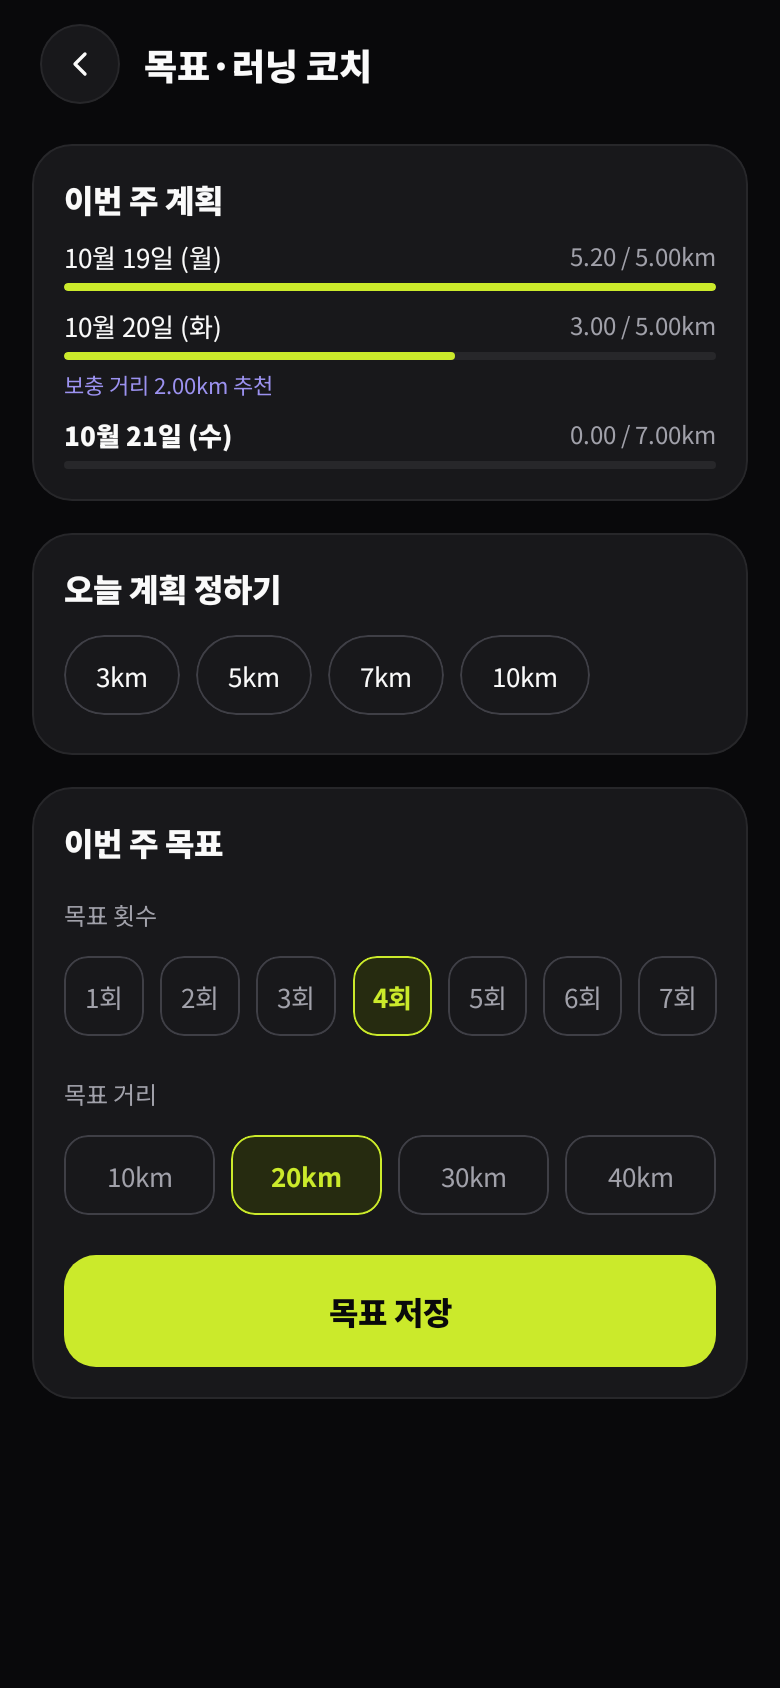 목표 · 러닝 코치
이번 주 계획
10월 19일 (월) 5.20 / 5.00km
10월 20일 (화) 3.00 / 5.00km
보충 거리 2.00km 추천
10월 21일 (수) 0.00 / 7.00km
오늘 계획 정하기
3km 5km 7km 10km
이번 주 목표
목표 횟수
1회 2회 3회 4회 5회 6회 7회
목표 거리
10km 20km 30km 40km
목표 저장